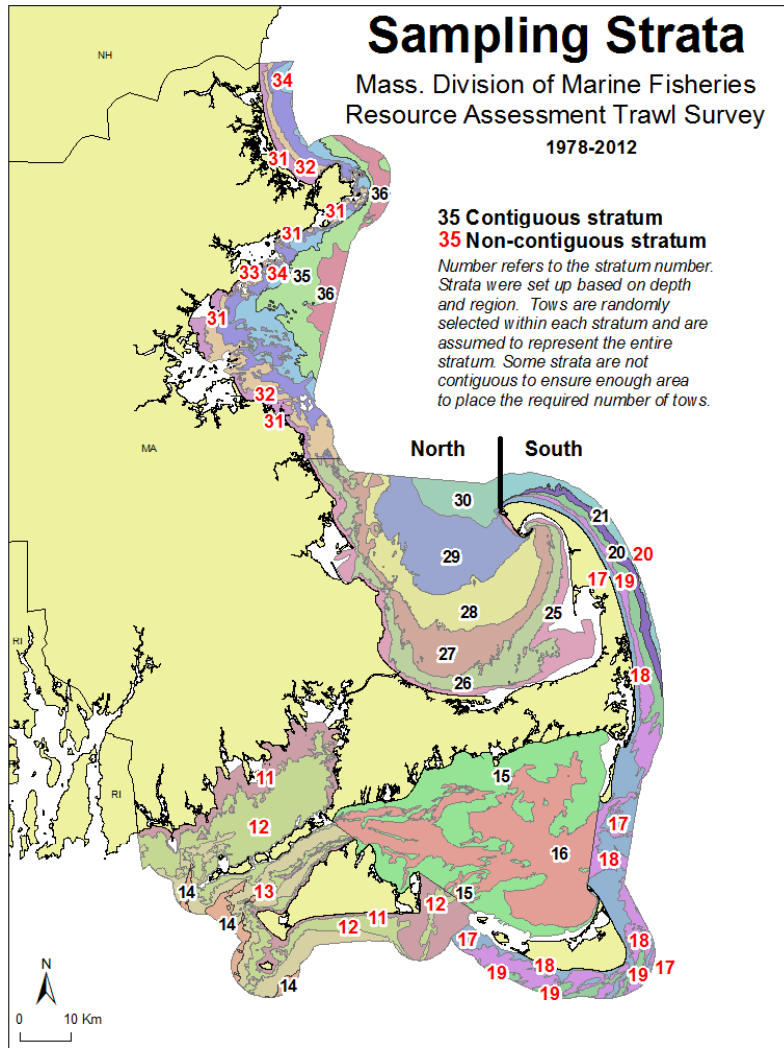 Sampling Strata
Mass. Division of Marine Fisheries
Resource Assessment Trawl Survey
1978-2012
NH
34
31
32
36
31
31
35 Contiguous stratum
35 Non-contiguous stratum
Number refers to the stratum number.
Strata were set up based on depth
and region. Tows are randomly
selected within each stratum and are
assumed to represent the entire
stratum. Some strata are not
contiguous to ensure enough area
to place the required number of tows.
33
34
35
36
31
32
31
MA
North
South
30
21
29
20
20
17
19
28
25
27
26
18
RI
RI
11
15
12
17
16
18
14
13
15
12
14
11
12
17
18
18
19
19
17
19
14
N
0 10 Km